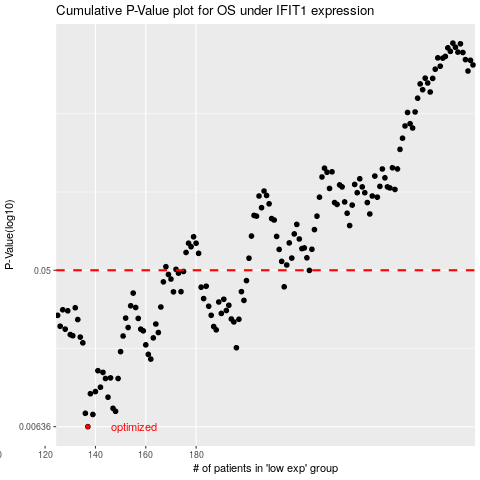 Cumulative P-Value plot for OS under IFIT1 expression
P-Value(log10)
0.05
0.00636
optimized
0 120 140 160 180
# of patients in 'low exp' group